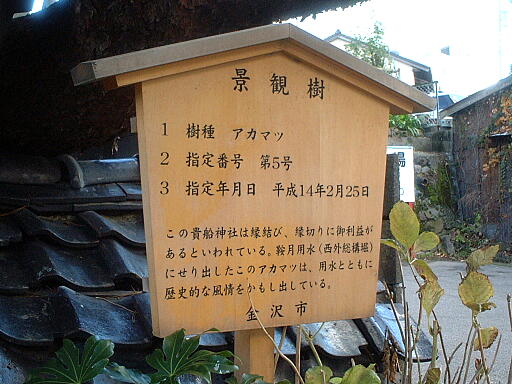 景観樹
1 樹種 アカマツ
2 指定番号 第5号
3 指定年月日 平成14年2月25日
この貴船神社は縁結び、縁切りに御利益が
あるといわれている。鞍月用水(西外総構堀)
にせり出したこのアカマツは、用水とともに
歴史的な風情をかもし出している。
金沢市
場